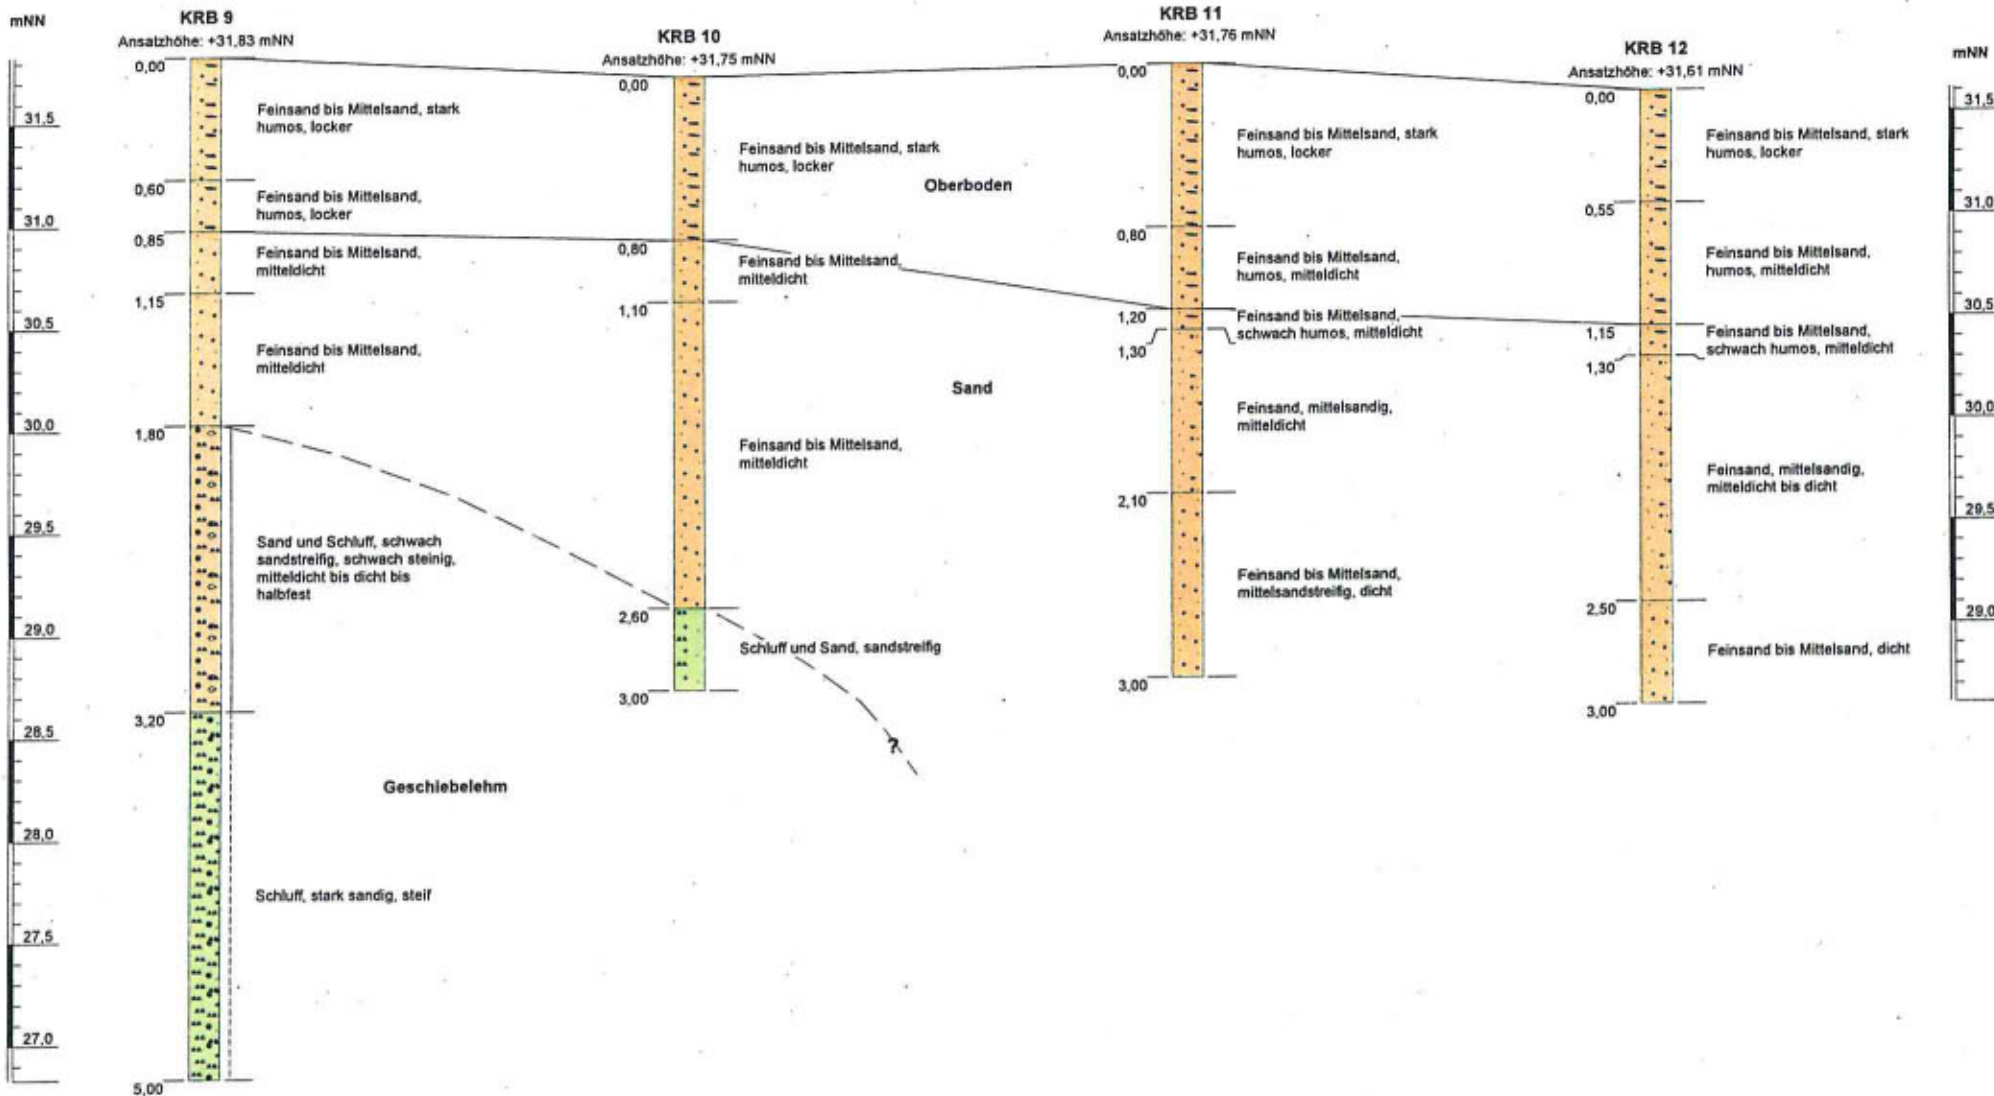 mNN
KRB 9
Ansatzhöhe: +31,83 mNN
0,00
Feinsand bis Mittelsand, stark
humos, locker
0,60
Feinsand bis Mittelsand,
humos, locker
0,85
Feinsand bis Mittelsand,
mitteldicht
1,15
Feinsand bis Mittelsand,
mitteldicht
1,80
Sand und Schluff, schwach
sandstreifig, schwach steinig,
mitteldicht bis dicht bis
halbfest
3,20
Geschiebelehm
Schluff, stark sandig, steif
5,00
31,5
31,0
30,5
30,0
29,5
29,0
28,5
28,0
27,5
27,0
KRB 10
Ansatzhöhe: +31,75 mNN
0,00
Feinsand bis Mittelsand, stark
humos, locker
0,80
Feinsand bis Mittelsand,
mitteldicht
1,10
Feinsand bis Mittelsand,
mitteldicht
2,60
Schluff und Sand, sandstreifig
3,00
Oberboden
Sand
?
KRB 11
Ansatzhöhe: +31,76 mNN
0,00
Feinsand bis Mittelsand, stark
humos, locker
0,80
Feinsand bis Mittelsand,
humos, mitteldicht
1,20
Feinsand bis Mittelsand,
schwach humos, mitteldicht
1,30
Feinsand, mittelsandig,
mitteldicht
2,10
Feinsand bis Mittelsand,
mittelsandstreifig, dicht
3,00
KRB 12
Ansatzhöhe: +31,61 mNN
0,00
Feinsand bis Mittelsand, stark
humos, locker
0,55
Feinsand bis Mittelsand,
humos, mitteldicht
1,15
Feinsand bis Mittelsand,
schwach humos, mitteldicht
1,30
Feinsand, mittelsandig,
mitteldicht bis dicht
2,50
Feinsand bis Mittelsand, dicht
3,00
mNN
31,5
31,0
30,5
30,0
29,5
29,0